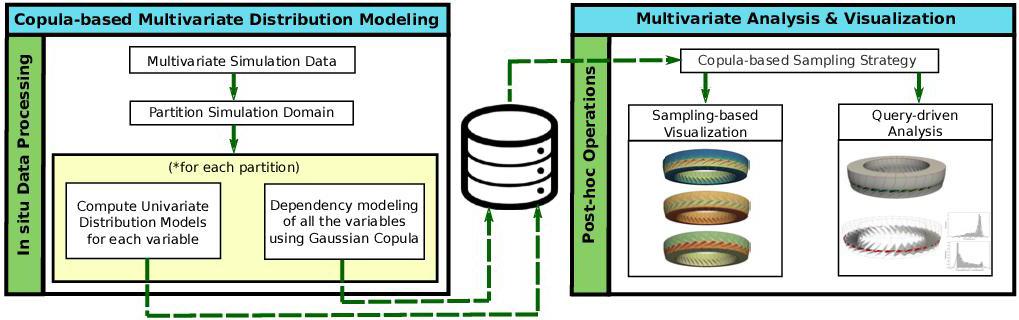 Copula-based Multivariate Distribution Modeling
In situ Data Processing
Multivariate Simulation Data
Partition Simulation Domain
(*for each partition)
Compute Univariate
Distribution Models
for each variable
Dependency modeling
of all the variables
using Gaussian Copula
Multivariate Analysis & Visualization
Post-hoc Operations
Copula-based Sampling Strategy
Sampling-based
Visualization
Query-driven
Analysis